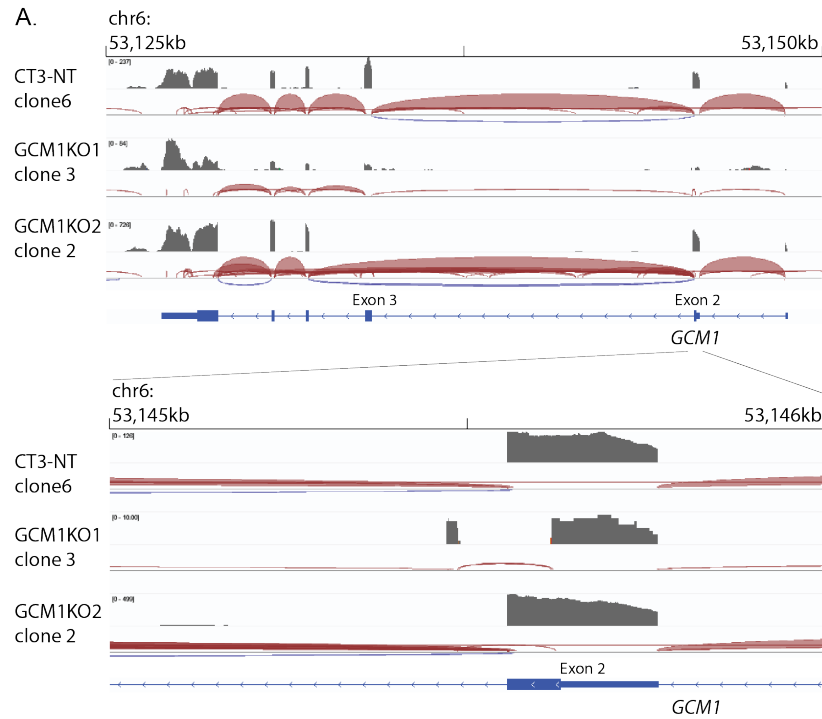 A.
chr6:
53,125kb 53,150kb
[0 - 237]
CT3-NT
clone6
[0 - 84]
GCM1KO1
clone 3
[0 - 726]
GCM1KO2
clone 2
Exon 3 Exon 2
GCM1
chr6:
53,145kb 53,146kb
[0 - 126]
CT3-NT
clone6
[0 - 10.00]
GCM1KO1
clone 3
[0 - 499]
GCM1KO2
clone 2
Exon 2
GCM1